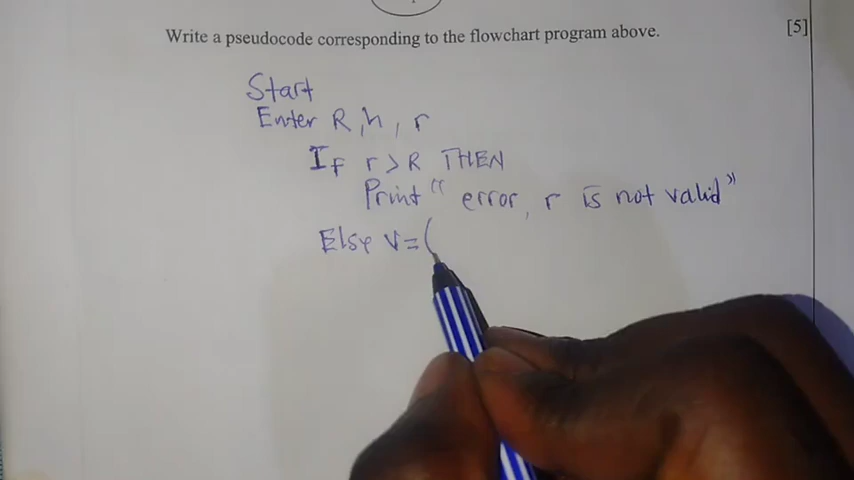 Write a pseudocode corresponding to the flowchart program above. [5]
Start
Enter R, h, r
If r > R THEN
Print “ error, r is not valid”
Else v = (